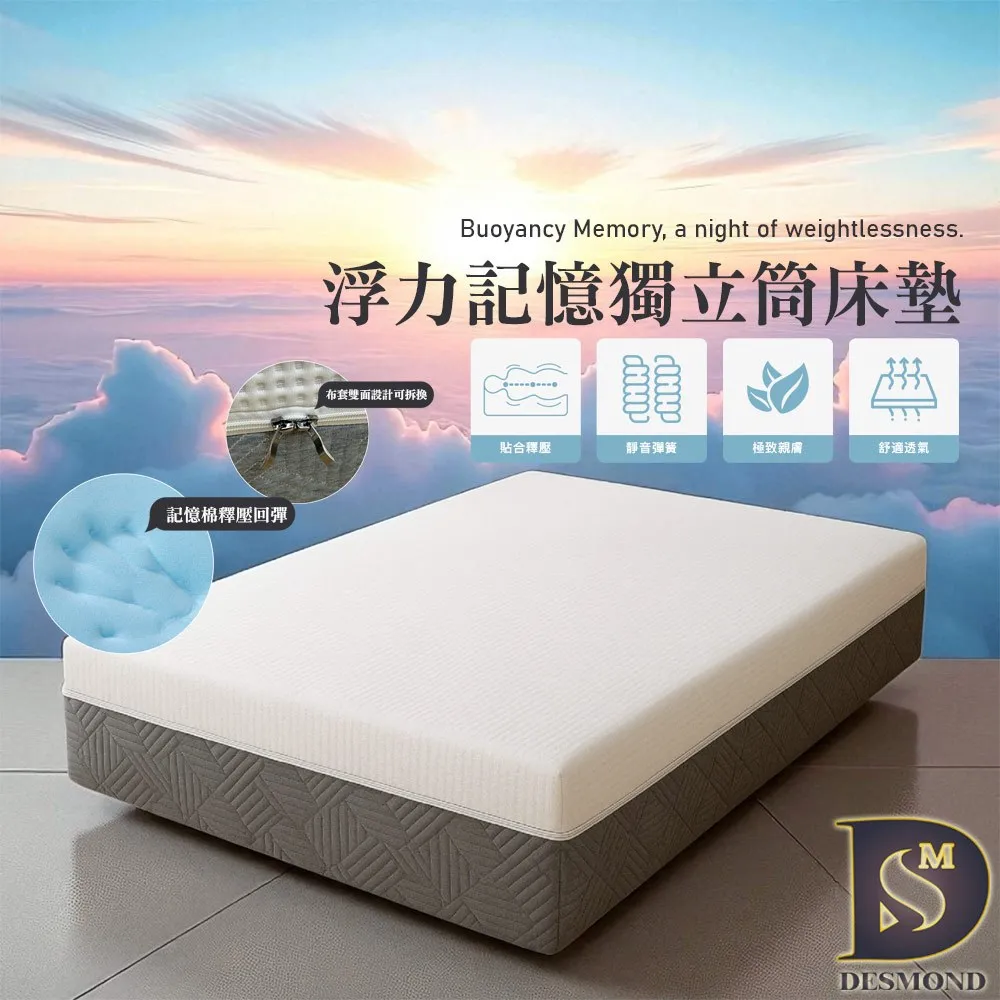 Buoyancy Memory, a night of weightlessness.
浮力記憶獨立筒床墊
貼合釋壓
靜音彈簧
極致親膚
舒適透氣
布套雙面設計可拆換
記憶棉釋壓回彈
DSM
DESMOND